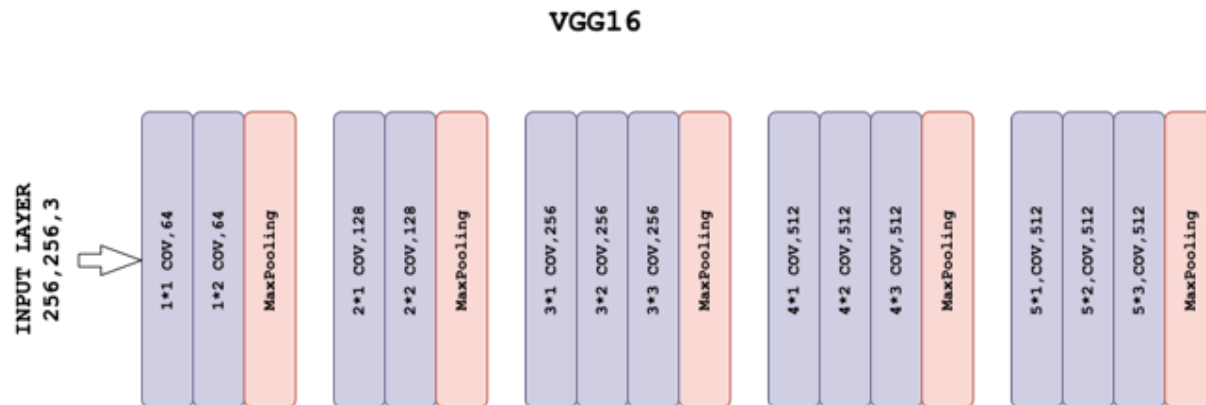 VGG16
INPUT LAYER
256,256,3
1*1 COV,64
1*2 COV,64
MaxPooling
2*1 COV,128
2*2 COV,128
MaxPooling
3*1 COV,256
3*2 COV,256
3*3 COV,256
MaxPooling
4*1 COV,512
4*2 COV,512
4*3 COV,512
MaxPooling
5*1,COV,512
5*2,COV,512
5*3,COV,512
MaxPooling